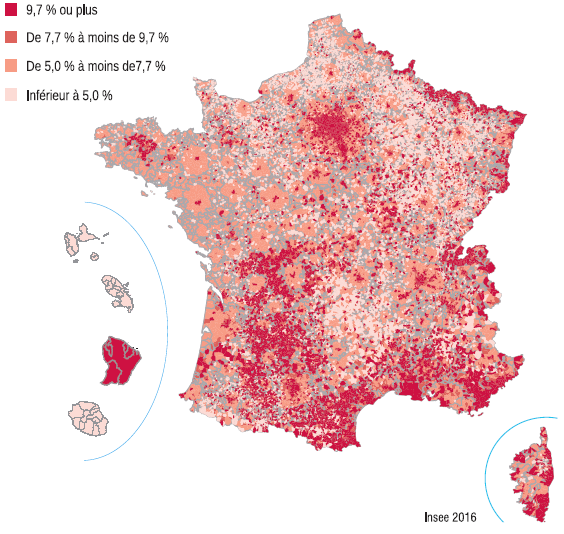 9,7 % ou plus
De 7,7 % à moins de 9,7 %
De 5,0 % à moins de7,7 %
Inférieur à 5,0 %
Insee 2016